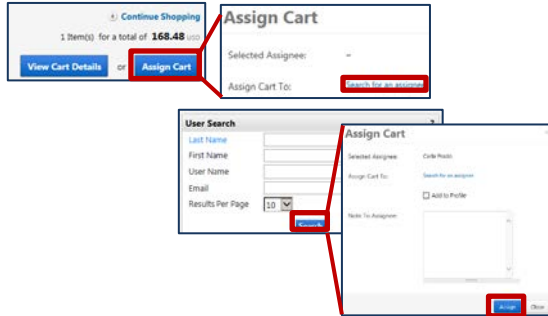 Continue Shopping
1 Item(s) for a total of 168.48 USD
View Cart Details or Assign Cart
Assign Cart
Selected Assignee: –
Assign Cart To: Search for an assignee
User Search ?
Last Name
First Name
User Name
Email
Results Per Page 10
Search
Assign Cart
Selected Assignee:
Assign Cart To: Search for an assignee
Add to Profile
Note To Assignee:
Assign Close